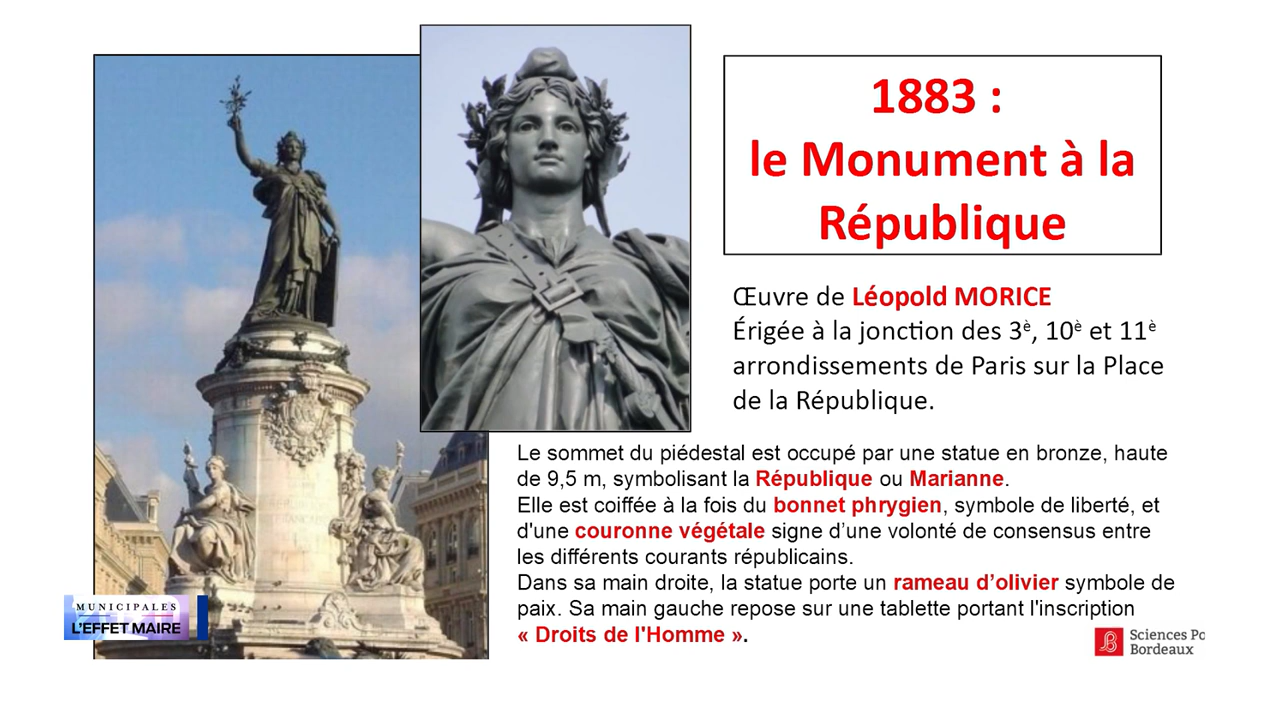 1883 :
le Monument à la
République
Œuvre de Léopold MORICE
Érigée à la jonction des 3è, 10è et 11è
arrondissements de Paris sur la Place
de la République.
Le sommet du piédestal est occupé par une statue en bronze, haute
de 9,5 m, symbolisant la République ou Marianne.
Elle est coiffée à la fois du bonnet phrygien, symbole de liberté, et
d'une couronne végétale signe d’une volonté de consensus entre
les différents courants républicains.
Dans sa main droite, la statue porte un rameau d’olivier symbole de
paix. Sa main gauche repose sur une tablette portant l'inscription
« Droits de l'Homme ».
MUNICIPALES
L'EFFET MAIRE
Sciences Po
Bordeaux